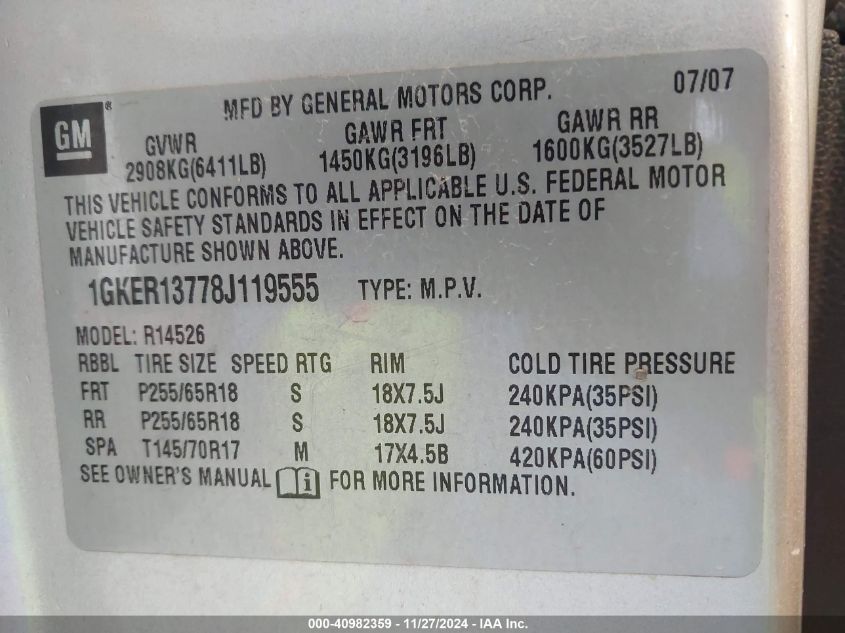 MFD BY GENERAL MOTORS CORP. 07/07
GM ®
GVWR GAWR FRT GAWR RR
2908KG(6411LB) 1450KG(3196LB) 1600KG(3527LB)
THIS VEHICLE CONFORMS TO ALL APPLICABLE U.S. FEDERAL MOTOR
VEHICLE SAFETY STANDARDS IN EFFECT ON THE DATE OF
MANUFACTURE SHOWN ABOVE.
1GKER13778J119555 TYPE: M.P.V.
MODEL: R14526
RBBL TIRE SIZE SPEED RTG RIM COLD TIRE PRESSURE
FRT P255/65R18 S 18X7.5J 240KPA(35PSI)
RR P255/65R18 S 18X7.5J 240KPA(35PSI)
SPA T145/70R17 M 17X4.5B 420KPA(60PSI)
SEE OWNER'S MANUAL i FOR MORE INFORMATION.
000-40982359 - 11/27/2024 - IAA Inc.